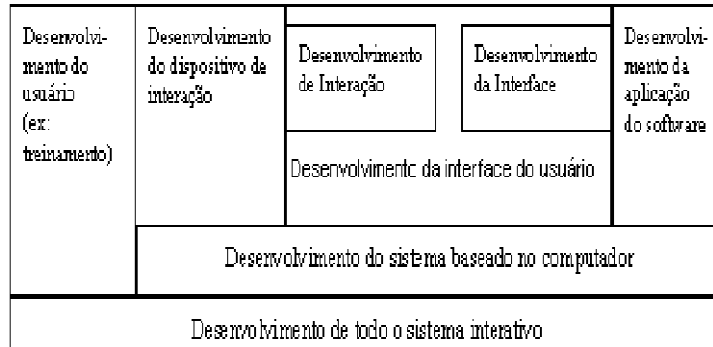 Desenvolvi-
mento do
usuário
(ex:
treinamento)
Desenvolvimento
do dispositivo de
interação
Desenvolvimento
de Interação
Desenvolvimento
da Interface
Desenvolvimento da interface do usuário
Desenvolvi-
mento da
aplicação
do software
Desenvolvimento do sistema baseado no computador
Desenvolvimento de todo o sistema interativo